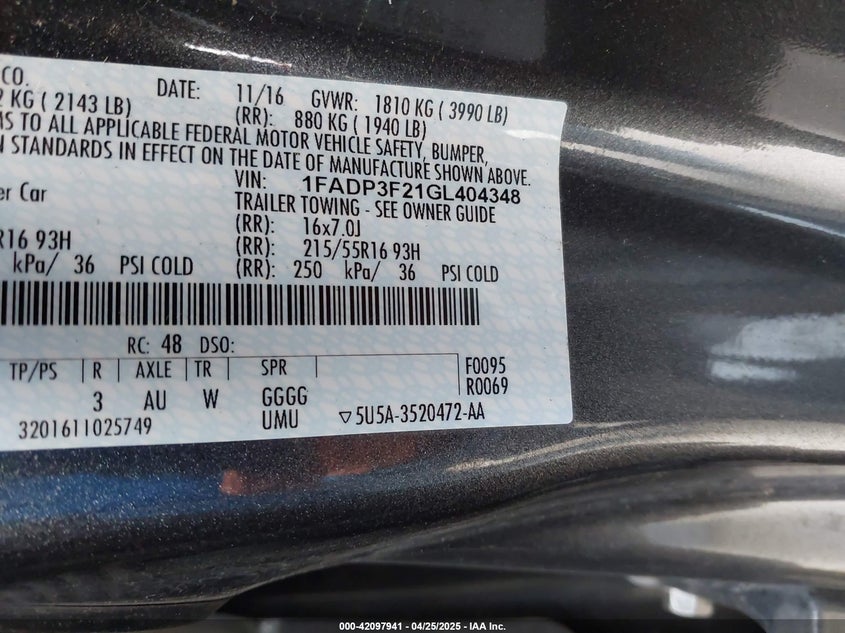 CO. DATE: 11/16 GVWR: 1810 KG ( 3990 LB)
KG ( 2143 LB) (RR): 880 KG ( 1940 LB)
TO ALL APPLICABLE FEDERAL MOTOR VEHICLE SAFETY, BUMPER,
STANDARDS IN EFFECT ON THE DATE OF MANUFACTURE SHOWN ABOVE.
VIN: 1FADP3F21GL404348
Car TRAILER TOWING - SEE OWNER GUIDE
(RR): 16x7.0J
R16 93H (RR): 215/55R16 93H
kPa/ 36 PSI COLD (RR): 250 kPa/ 36 PSI COLD
RC: 48 DSO:
TP/PS R AXLE TR SPR F0095
R0069
3 AU W GGGG
3201611025749 UMU ▽5U5A-3520472-AA
000-42097941 / 04/25/2025 - IAA Inc.